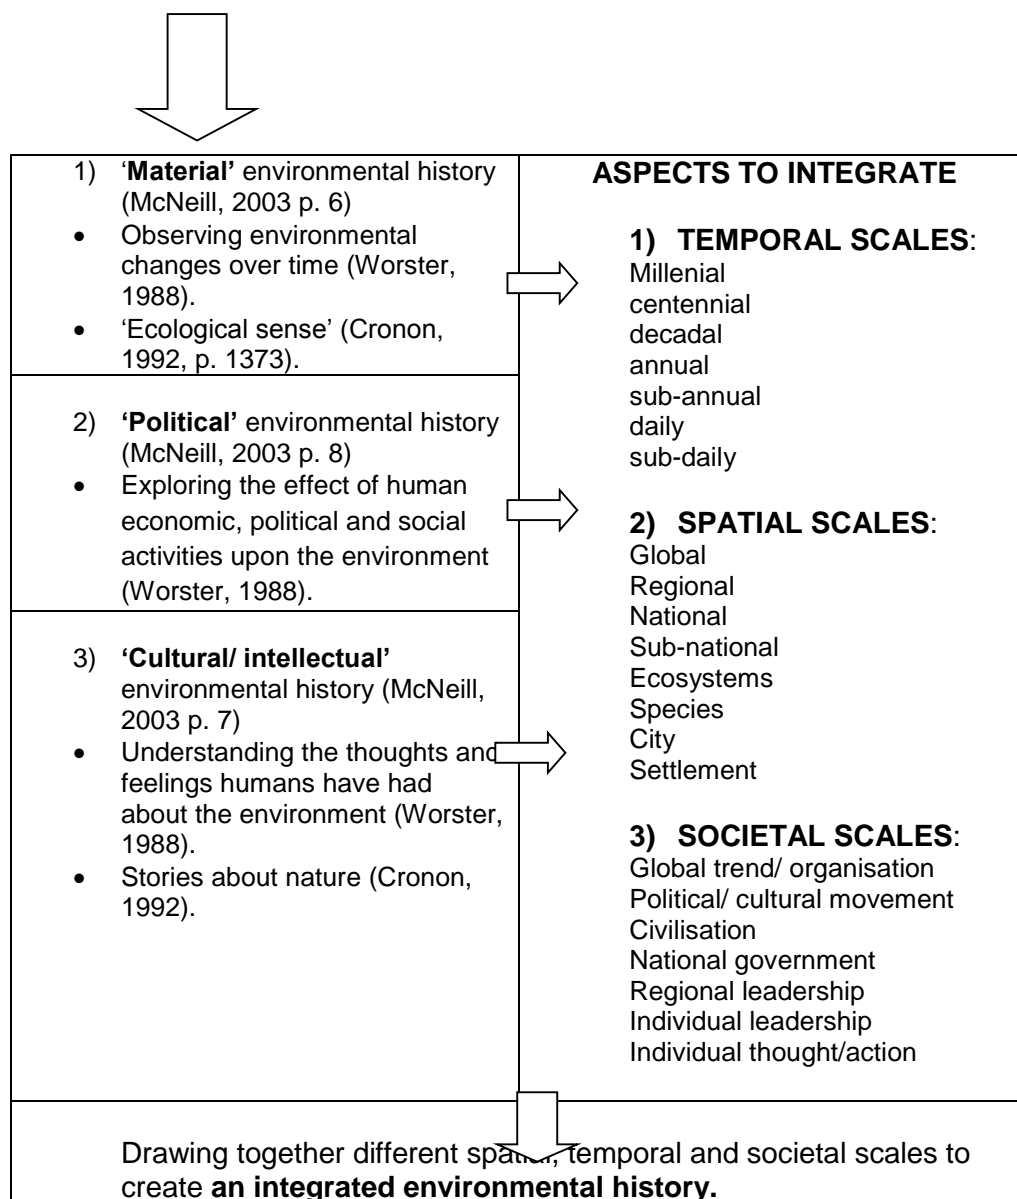 1) ‘Material’ environmental history
(McNeill, 2003 p. 6)
• Observing environmental
changes over time (Worster,
1988).
• ‘Ecological sense’ (Cronon,
1992, p. 1373).
2) ‘Political’ environmental history
(McNeill, 2003 p. 8)
• Exploring the effect of human
economic, political and social
activities upon the environment
(Worster, 1988).
3) ‘Cultural/ intellectual’
environmental history (McNeill,
2003 p. 7)
• Understanding the thoughts and
feelings humans have had
about the environment (Worster,
1988).
• Stories about nature (Cronon,
1992).
ASPECTS TO INTEGRATE
1) TEMPORAL SCALES:
Millenial
centennial
decadal
annual
sub-annual
daily
sub-daily
2) SPATIAL SCALES:
Global
Regional
National
Sub-national
Ecosystems
Species
City
Settlement
3) SOCIETAL SCALES:
Global trend/ organisation
Political/ cultural movement
Civilisation
National government
Regional leadership
Individual leadership
Individual thought/action
Drawing together different spatial, temporal and societal scales to
create an integrated environmental history.